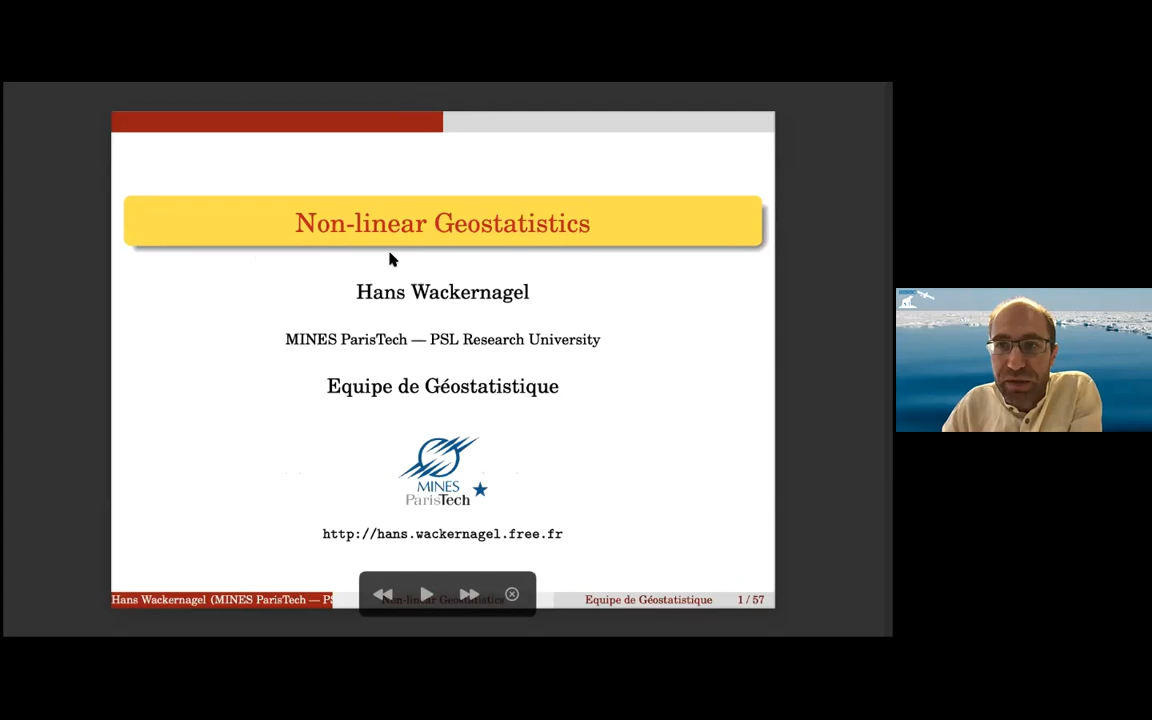 Non-linear Geostatistics
Hans Wackernagel
MINES ParisTech — PSL Research University
Equipe de Géostatistique
MINES
ParisTech
http://hans.wackernagel.free.fr
Hans Wackernagel (MINES ParisTech — PS
Non-linear Geostatistics
Equipe de Géostatistique
1 / 57